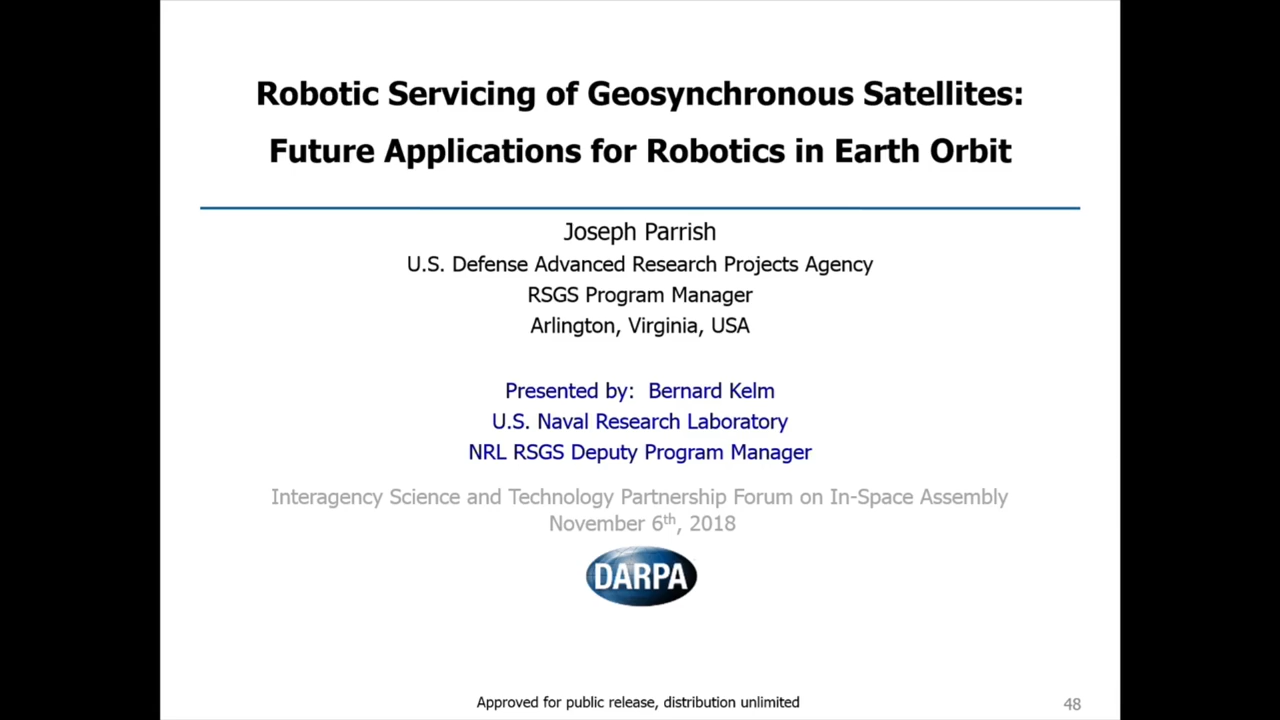 Robotic Servicing of Geosynchronous Satellites:
Future Applications for Robotics in Earth Orbit
Joseph Parrish
U.S. Defense Advanced Research Projects Agency
RSGS Program Manager
Arlington, Virginia, USA
Presented by: Bernard Kelm
U.S. Naval Research Laboratory
NRL RSGS Deputy Program Manager
Interagency Science and Technology Partnership Forum on In-Space Assembly
November 6th, 2018
DARPA
Approved for public release, distribution unlimited
48